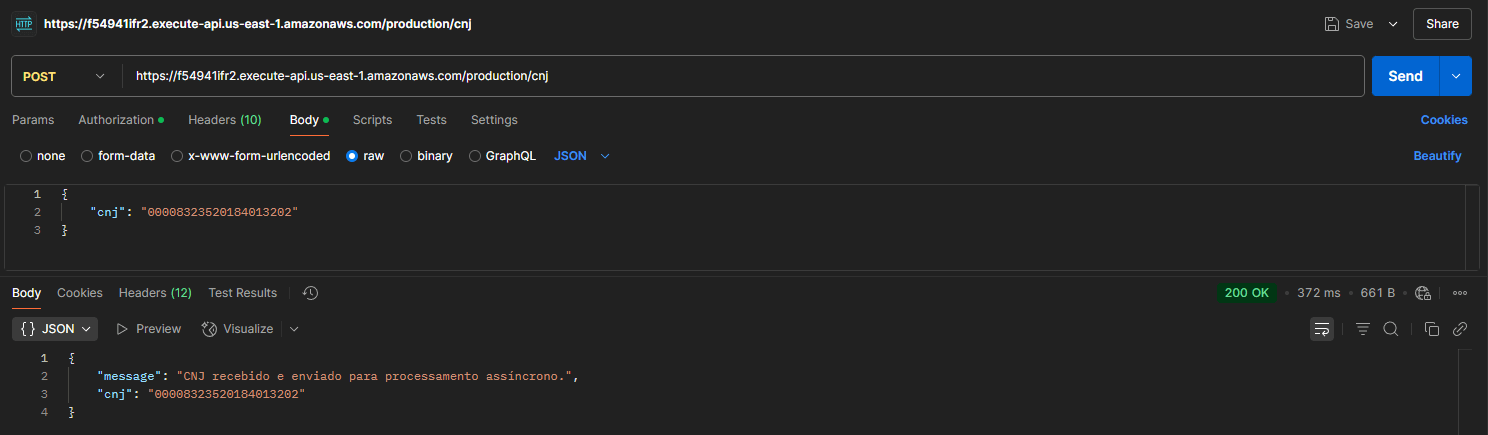 HTTP https://f54941ifr2.execute-api.us-east-1.amazonaws.com/production/cnj Save Share
POST https://f54941ifr2.execute-api.us-east-1.amazonaws.com/production/cnj Send
Params Authorization Headers (10) Body Scripts Tests Settings Cookies
none form-data x-www-form-urlencoded raw binary GraphQL JSON Beautify
1 {
2 "cnj": "00008323520184013202"
3 }
Body Cookies Headers (12) Test Results 200 OK • 372 ms • 661 B •
{} JSON Preview Visualize
1 {
2 "message": "CNJ recebido e enviado para processamento assíncrono.",
3 "cnj": "00008323520184013202"
4 }